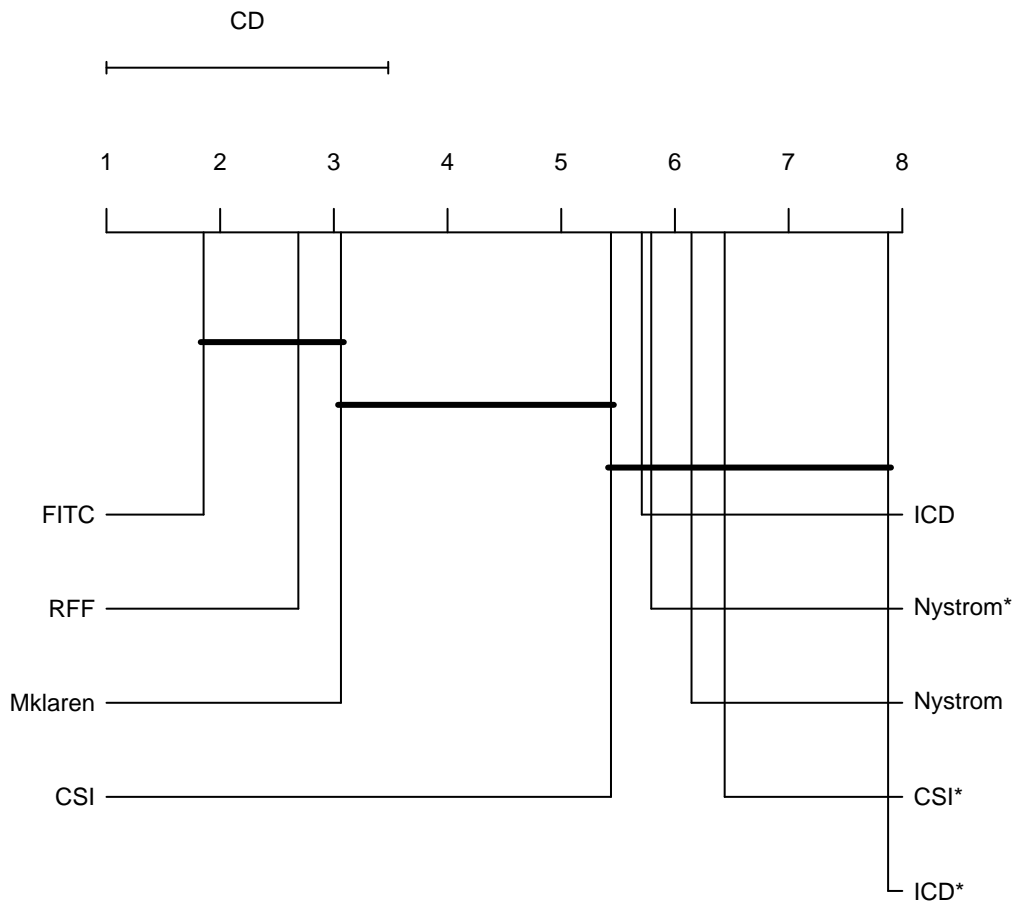 CD
1 2 3 4 5 6 7 8
FITC ICD
RFF Nystrom*
Mklaren Nystrom
CSI CSI*
ICD*